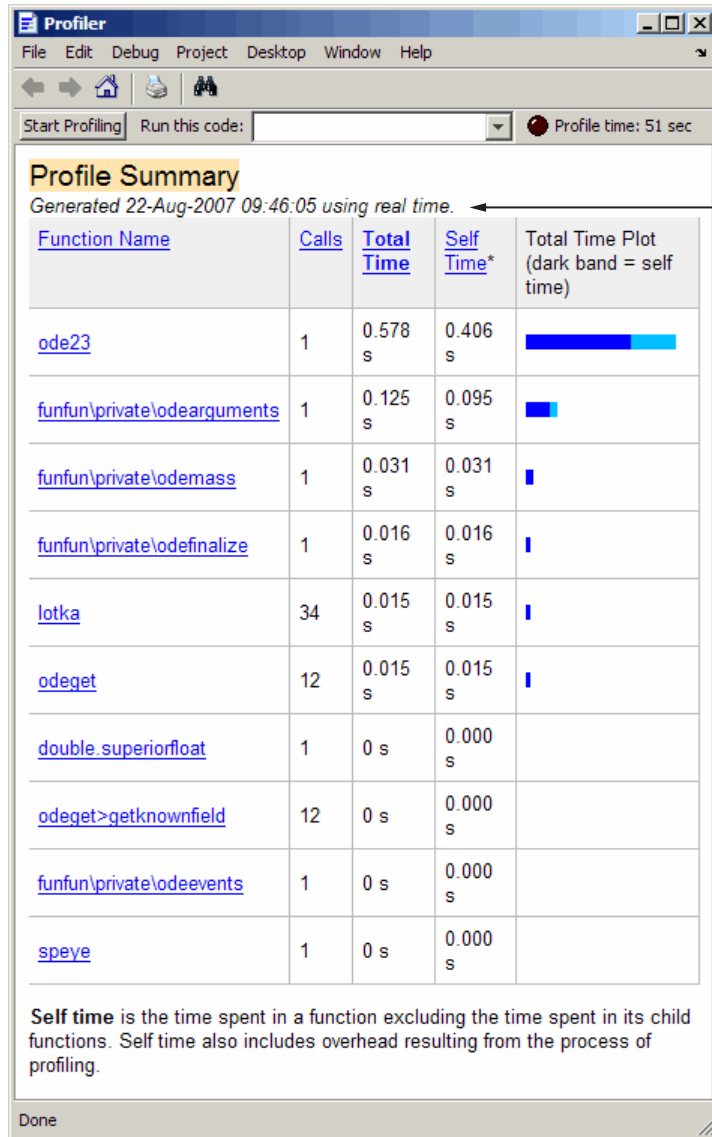 Profiler
File Edit Debug Project Desktop Window Help
Start Profiling Run this code: Profile time: 51 sec
Profile Summary
Generated 22-Aug-2007 09:46:05 using real time.
Function Name Calls Total Self Total Time Plot
Time Time* (dark band = self
time)
ode23 1 0.578 s 0.406 s
funfun\private\odearguments 1 0.125 s 0.095 s
funfun\private\odemass 1 0.031 s 0.031 s
funfun\private\odefinalize 1 0.016 s 0.016 s
lotka 34 0.015 s 0.015 s
odeget 12 0.015 s 0.015 s
double.superiorfloat 1 0 s 0.000 s
odeget>getknownfield 12 0 s 0.000 s
funfun\private\odeevents 1 0 s 0.000 s
speye 1 0 s 0.000 s
Self time is the time spent in a function excluding the time spent in its child
functions. Self time also includes overhead resulting from the process of
profiling.
Done